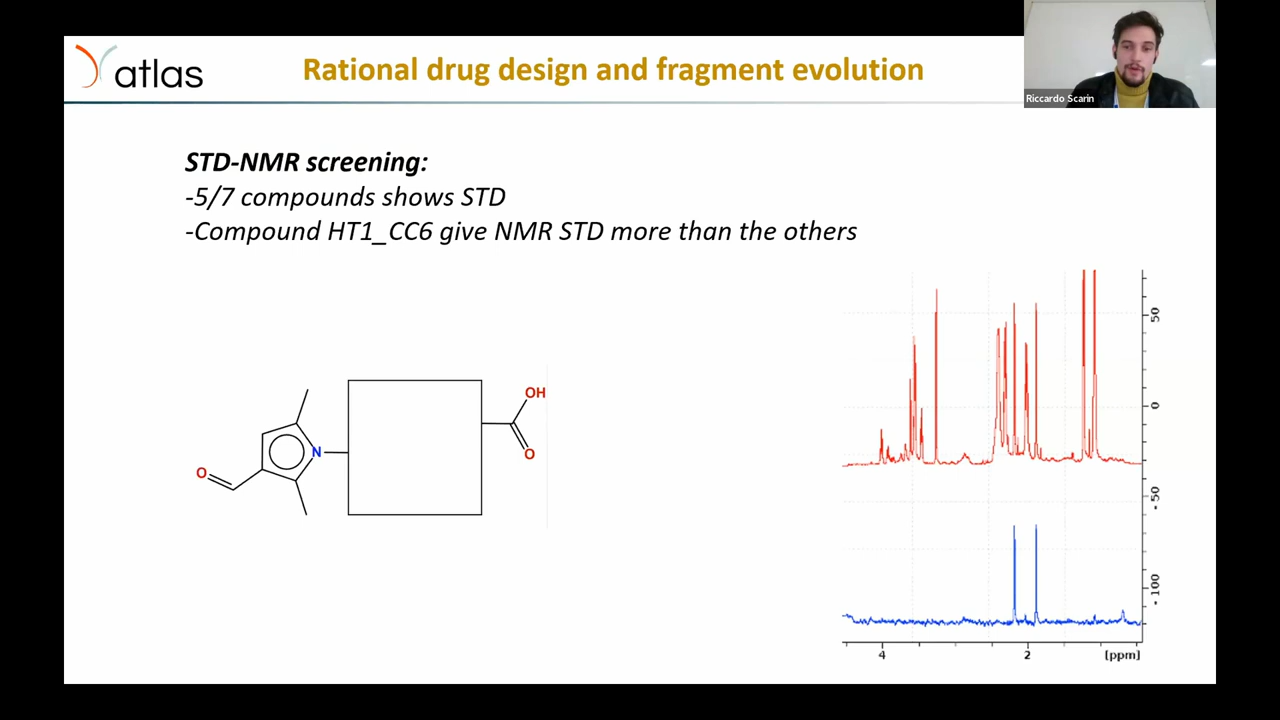 atlas
Rational drug design and fragment evolution
Riccardo Scarin
STD-NMR screening:
-5/7 compounds shows STD
-Compound HT1_CC6 give NMR STD more than the others
OH
O
N
O
50
0
- 50
- 100
4
2
[ppm]